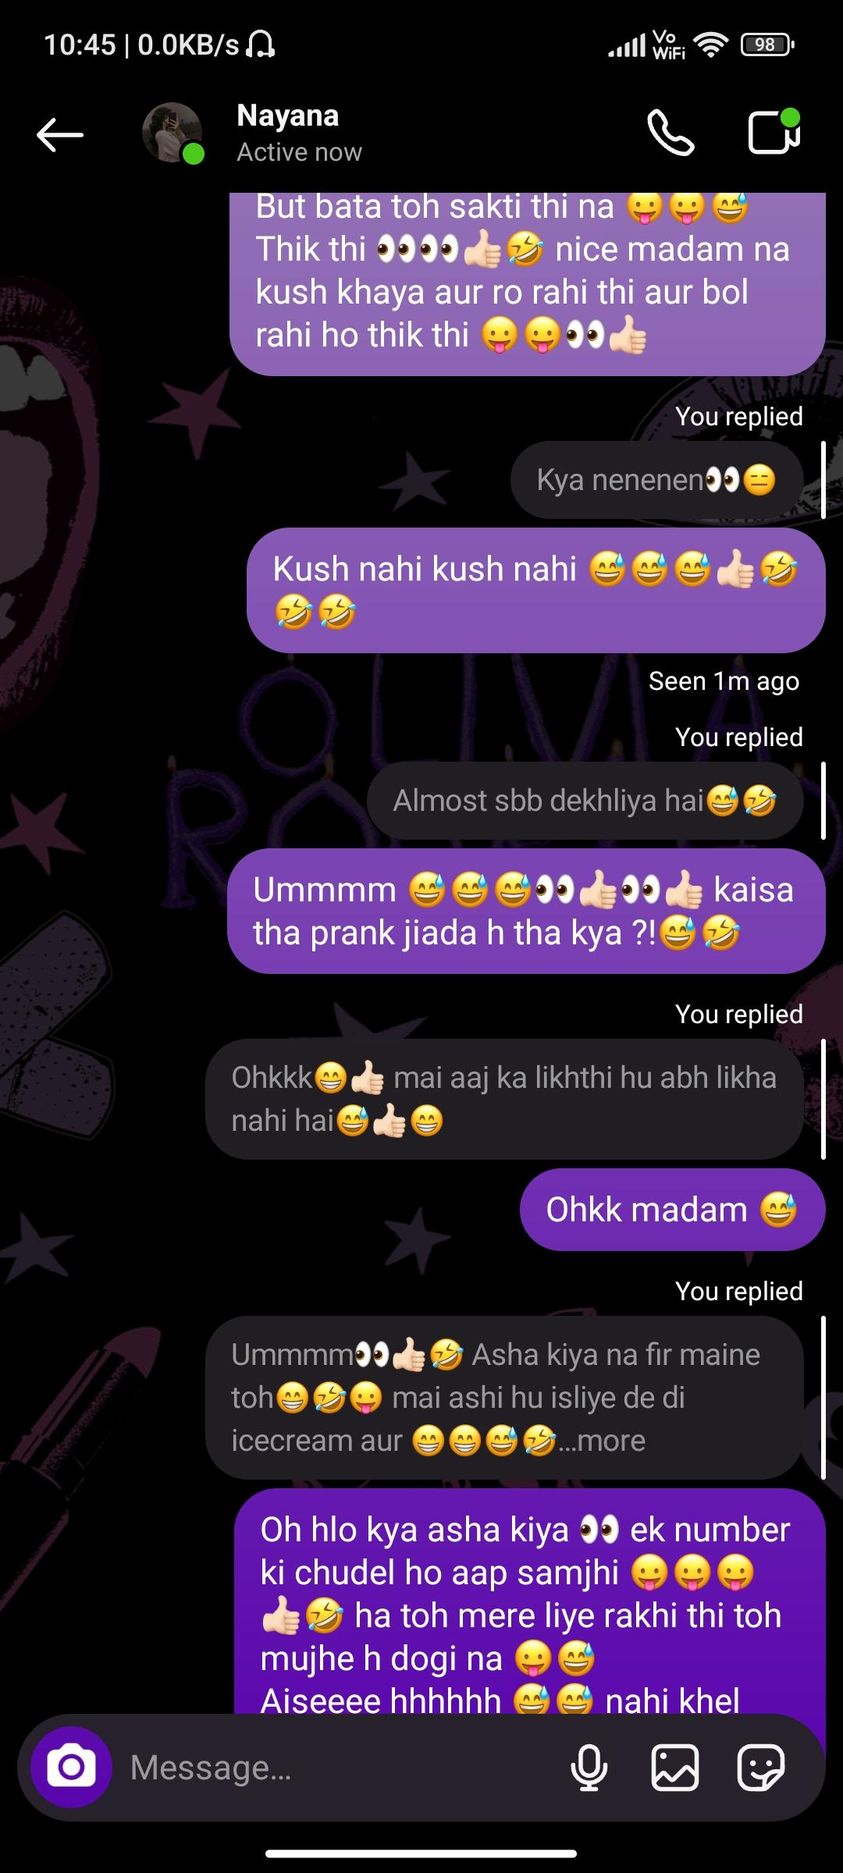 10:45 | 0.0KB/s
Vo
WiFi
98
Nayana
Active now
But bata toh sakti thi na 😛😛😅
Thik thi 👀👀👍🏻🤣 nice madam na
kush khaya aur ro rahi thi aur bol
rahi ho thik thi 😛😛👀👍🏻
You replied
Kya nenenen👀😑
Kush nahi kush nahi 😅😅😅👍🏻🤣
🤣🤣
Seen 1m ago
You replied
Almost sbb dekhliya hai😅🤣
Ummmm 😅😅😅👀👍🏻👀👍🏻 kaisa
tha prank jiada h tha kya ?!😅🤣
You replied
Ohkkk😁👍🏻 mai aaj ka likhthi hu abh likha
nahi hai😅👍🏻😁
Ohkk madam 😅
You replied
Ummmm👀👍🏻🤣 Asha kiya na fir maine
toh😁🤣😛 mai ashi hu isliye de di
icecream aur 😁😁😅🤣...more
Oh hlo kya asha kiya 👀 ek number
ki chudel ho aap samjhi 😛😛😛
👍🏻🤣 ha toh mere liye rakhi thi toh
mujhe h dogi na 😛😅
Aiseeee hhhhhh 😅😅 nahi khel
Message...
OLIVIA